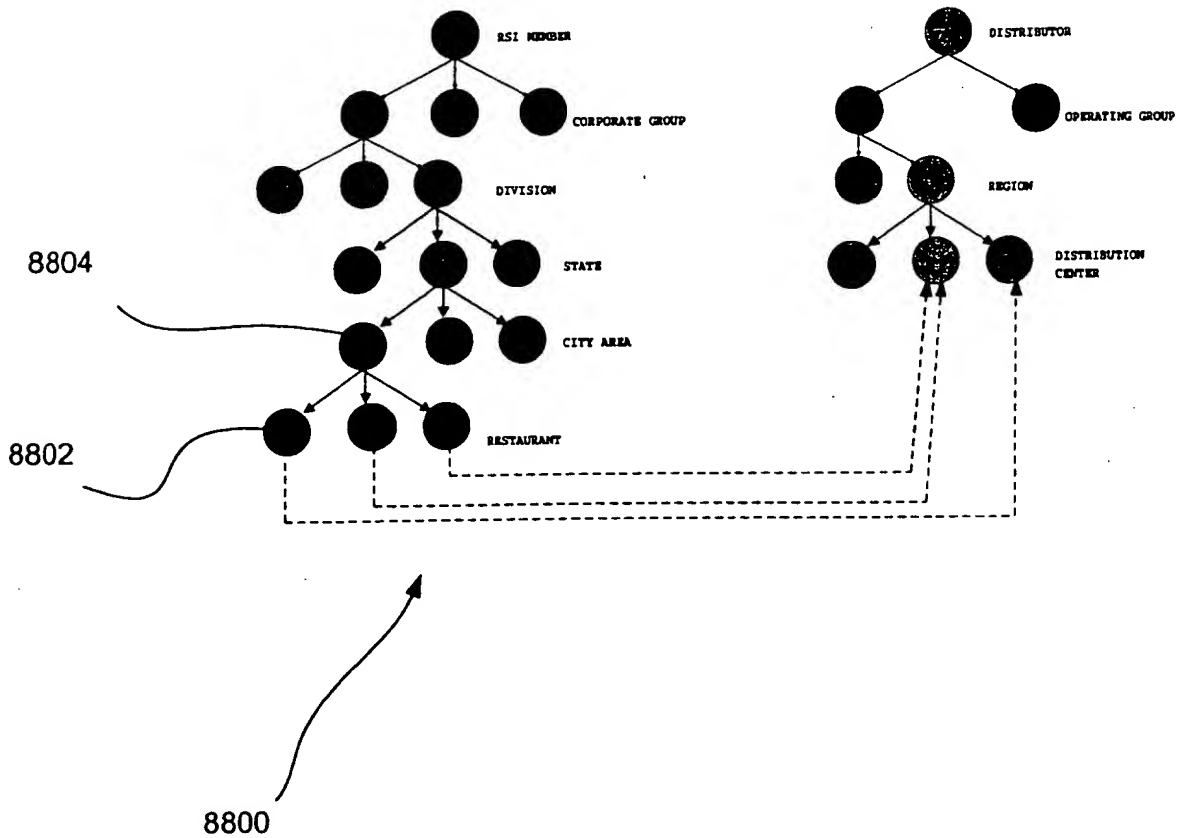 RSI MEMBER
DISTRIBUTOR
CORPORATE GROUP
OPERATING GROUP
DIVISION
REGION
8804
STATE
DISTRIBUTION
CENTER
CITY AREA
8802
RESTAURANT
8800